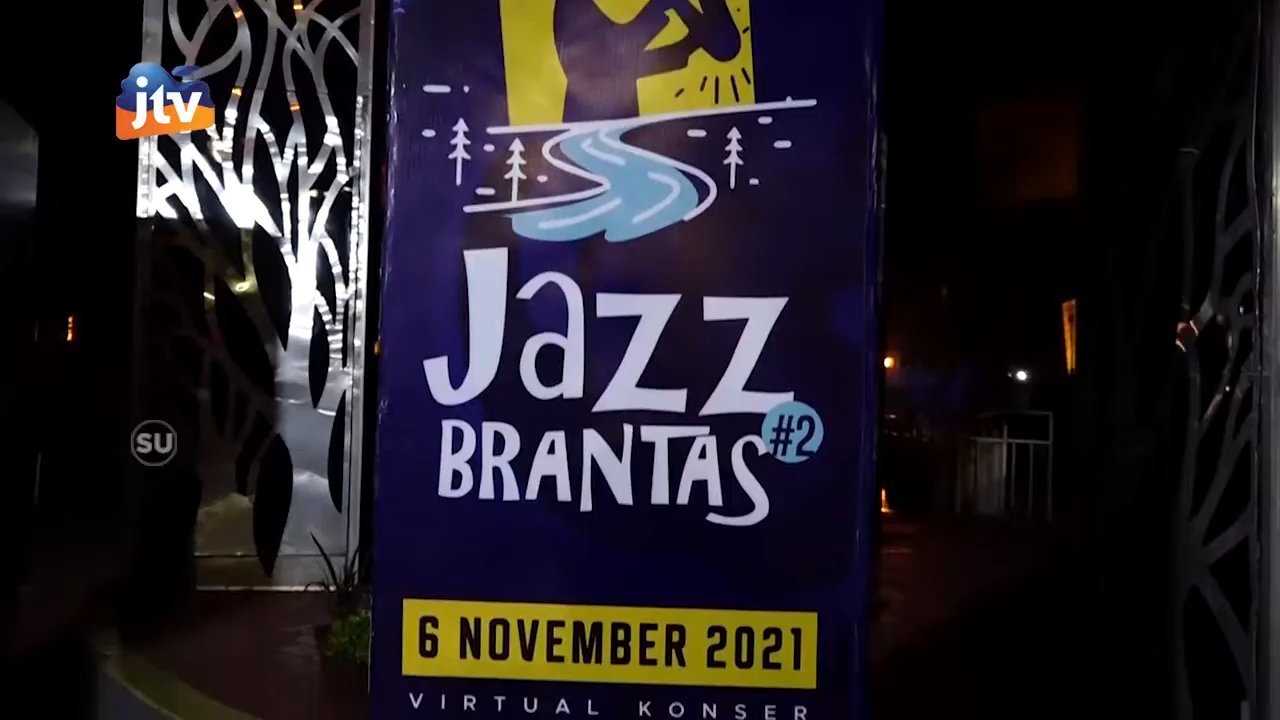 jtv
SU
Jazz
BRANTAS
#2
6 NOVEMBER 2021
VIRTUAL KONSER